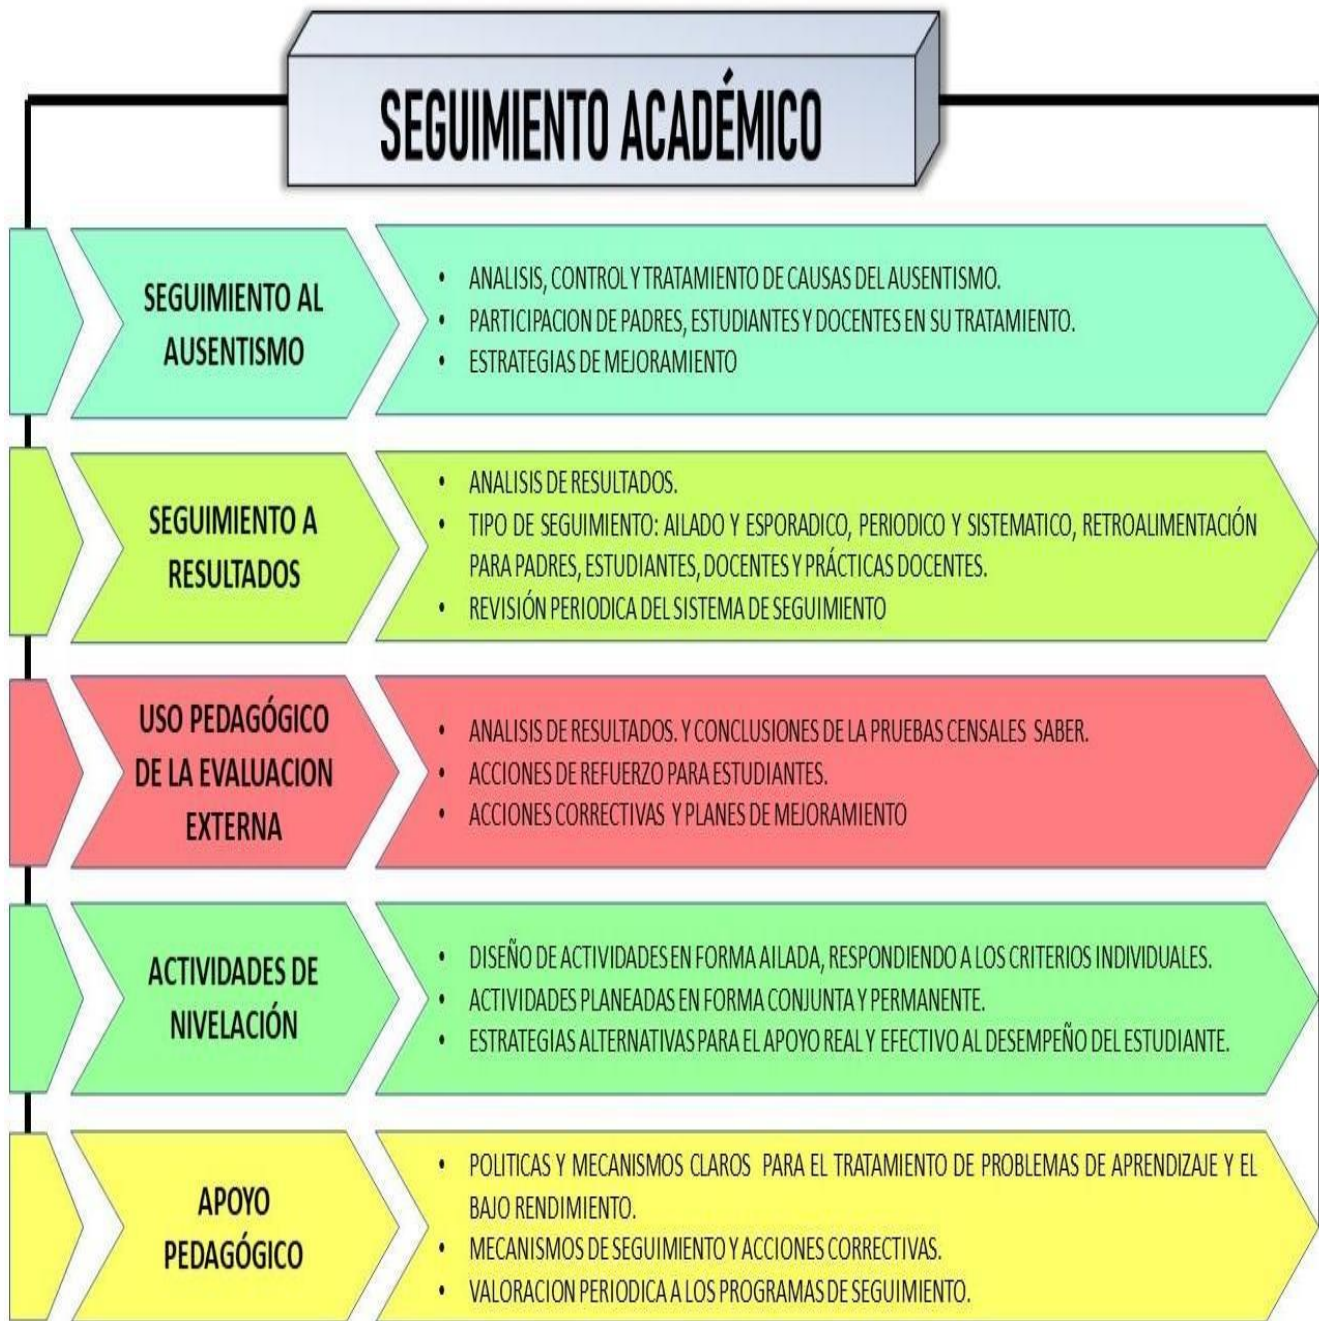 SEGUIMIENTO ACADÉMICO
SEGUIMIENTO AL
AUSENTISMO
• ANALISIS, CONTROL Y TRATAMIENTO DE CAUSAS DEL AUSENTISMO.
• PARTICIPACION DE PADRES, ESTUDIANTES Y DOCENTES EN SU TRATAMIENTO.
• ESTRATEGIAS DE MEJORAMIENTO
SEGUIMIENTO A
RESULTADOS
• ANALISIS DE RESULTADOS.
• TIPO DE SEGUIMIENTO: AILADO Y ESPORADICO, PERIODICO Y SISTEMATICO, RETROALIMENTACIÓN
PARA PADRES, ESTUDIANTES, DOCENTES Y PRÁCTICAS DOCENTES.
• REVISIÓN PERIODICA DEL SISTEMA DE SEGUIMIENTO
USO PEDAGÓGICO
DE LA EVALUACION
EXTERNA
• ANALISIS DE RESULTADOS. Y CONCLUSIONES DE LA PRUEBAS CENSALES SABER.
• ACCIONES DE REFUERZO PARA ESTUDIANTES.
• ACCIONES CORRECTIVAS Y PLANES DE MEJORAMIENTO
ACTIVIDADES DE
NIVELACIÓN
• DISEÑO DE ACTIVIDADES EN FORMA AILADA, RESPONDIENDO A LOS CRITERIOS INDIVIDUALES.
• ACTIVIDADES PLANEADAS EN FORMA CONJUNTA Y PERMANENTE.
• ESTRATEGIAS ALTERNATIVAS PARA EL APOYO REAL Y EFECTIVO AL DESEMPEÑO DEL ESTUDIANTE.
APOYO
PEDAGÓGICO
• POLITICAS Y MECANISMOS CLAROS PARA EL TRATAMIENTO DE PROBLEMAS DE APRENDIZAJE Y EL
BAJO RENDIMIENTO.
• MECANISMOS DE SEGUIMIENTO Y ACCIONES CORRECTIVAS.
• VALORACION PERIODICA A LOS PROGRAMAS DE SEGUIMIENTO.